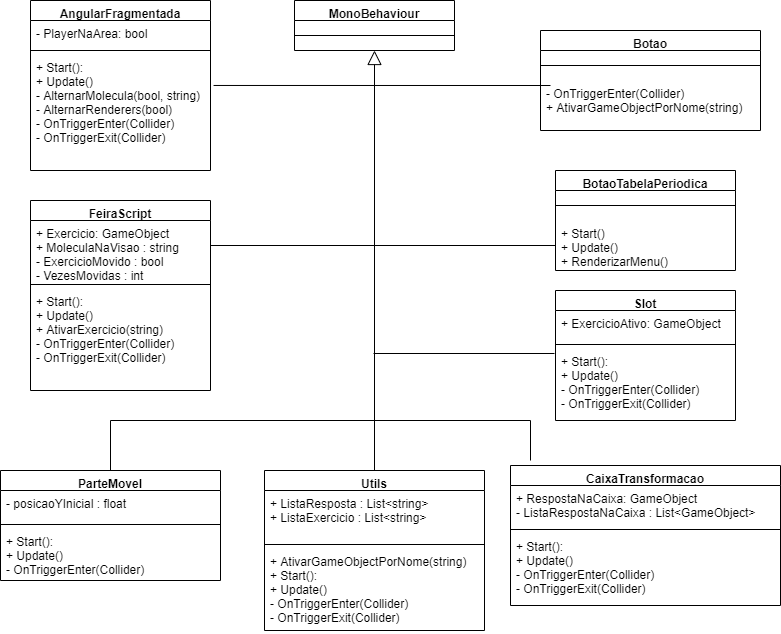 AngularFragmentada
- PlayerNaArea: bool
+ Start():
+ Update()
- AlternarMolecula(bool, string)
- AlternarRenderers(bool)
- OnTriggerEnter(Collider)
- OnTriggerExit(Collider)
MonoBehaviour
Botao
- OnTriggerEnter(Collider)
+ AtivarGameObjectPorNome(string)
BotaoTabelaPeriodica
+ Start()
+ Update()
+ RenderizarMenu()
FeiraScript
+ Exercicio: GameObject
+ MoleculaNaVisao : string
- ExercicioMovido : bool
- VezesMovidas : int
+ Start():
+ Update()
+ AtivarExercicio(string)
- OnTriggerEnter(Collider)
- OnTriggerExit(Collider)
Slot
+ ExercicioAtivo: GameObject
+ Start():
+ Update()
- OnTriggerEnter(Collider)
- OnTriggerExit(Collider)
ParteMovel
- posicaoYInicial : float
+ Start():
+ Update()
- OnTriggerEnter(Collider)
Utils
+ ListaResposta : List<string>
+ ListaExercicio : List<string>
+ AtivarGameObjectPorNome(string)
+ Start():
+ Update()
- OnTriggerEnter(Collider)
- OnTriggerExit(Collider)
CaixaTransformacao
+ RespostaNaCaixa: GameObject
- ListaRespostaNaCaixa : List<GameObject>
+ Start():
+ Update()
- OnTriggerEnter(Collider)
- OnTriggerExit(Collider)